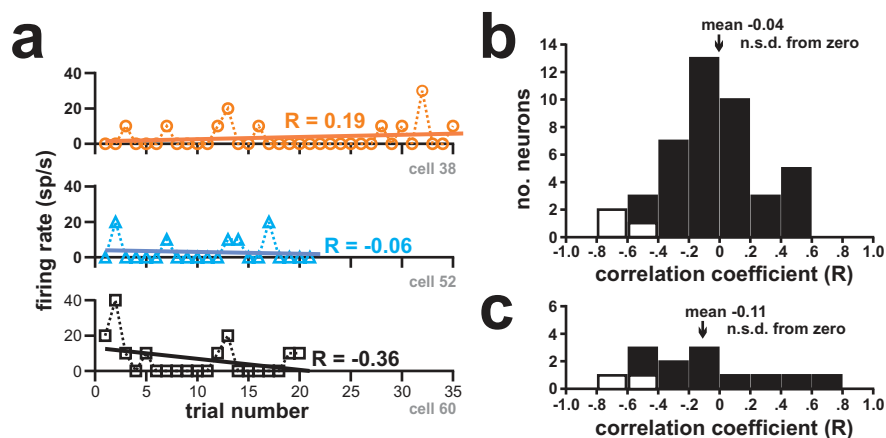 a
40
20
0
R = 0.19
cell 38
40
20
0
R = -0.06
cell 52
40
20
0
R = -0.36
0 5 10 15 20 25 30 35
trial number
cell 60
firing rate (sp/s)
b
mean -0.04
n.s.d. from zero
14
12
10
8
6
4
2
0
no. neurons
-1.0 -.8 -.6 -.4 -.2 0 .2 .4 .6 .8 1.0
correlation coefficient (R)
c
mean -0.11
n.s.d. from zero
6
4
2
0
-1.0 -.8 -.6 -.4 -.2 0 .2 .4 .6 .8 1.0
correlation coefficient (R)